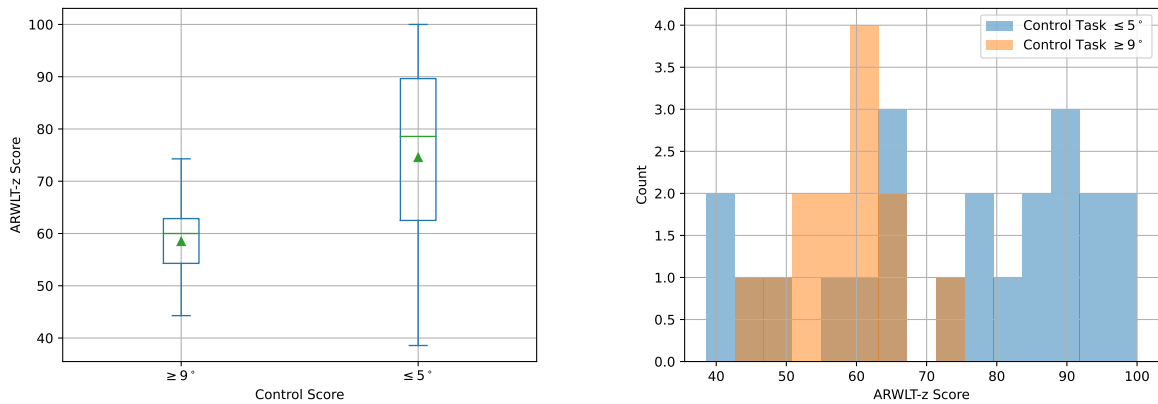 100
90
80
70
60
50
40
ARWLT-z Score
≥9°
≤5°
Control Score
4.0
3.5
3.0
2.5
2.0
1.5
1.0
0.5
0.0
Count
Control Task ≤5°
Control Task ≥9°
40 50 60 70 80 90 100
ARWLT-z Score